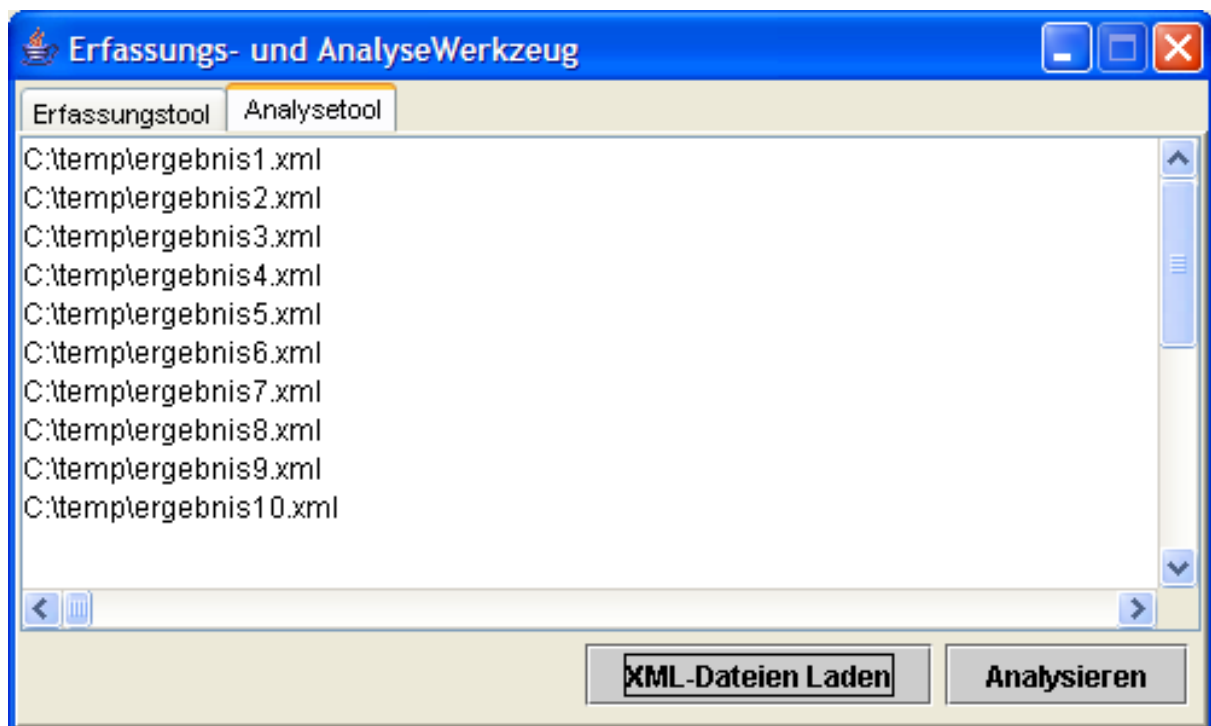 Erfassungs- und AnalyseWerkzeug
Erfassungstool Analysetool
C:\temp\ergebnis1.xml
C:\temp\ergebnis2.xml
C:\temp\ergebnis3.xml
C:\temp\ergebnis4.xml
C:\temp\ergebnis5.xml
C:\temp\ergebnis6.xml
C:\temp\ergebnis7.xml
C:\temp\ergebnis8.xml
C:\temp\ergebnis9.xml
C:\temp\ergebnis10.xml
XML-Dateien Laden Analysieren